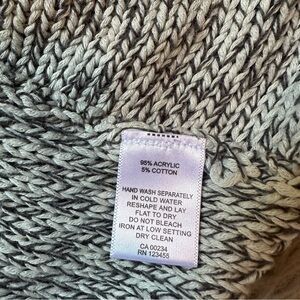 95% ACRYLIC
5% COTTON
HAND WASH SEPARATELY
IN COLD WATER
RESHAPE AND LAY
FLAT TO DRY
DO NOT BLEACH
IRON AT LOW SETTING
DRY CLEAN
CA 00234
RN 123455